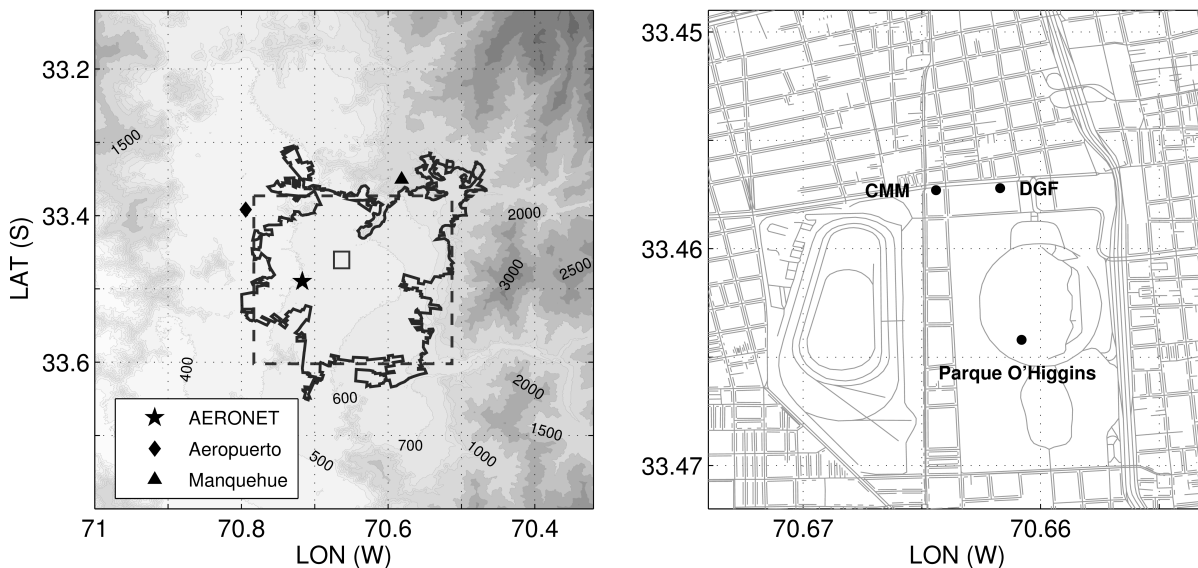 33.2
33.4
33.6
LAT (S)
71
70.8
70.6
70.4
LON (W)
1500
2000
3000
2500
400
600
500
700
1000
2000
1500
AERONET
Aeropuerto
Manquehue
33.45
33.46
33.47
70.67
70.66
LON (W)
CMM
DGF
Parque O'Higgins